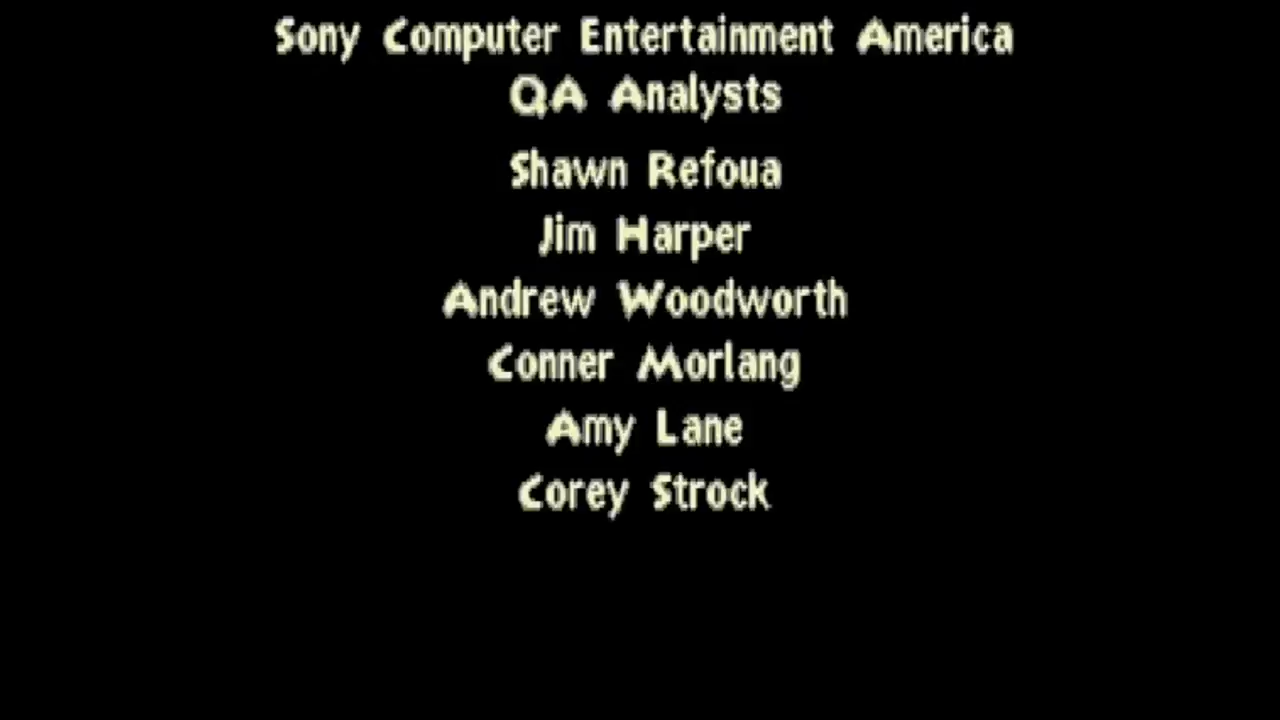 Sony Computer Entertainment America
QA Analysts
Shawn Refoua
Jim Harper
Andrew Woodworth
Conner Morlang
Amy Lane
Corey Strock